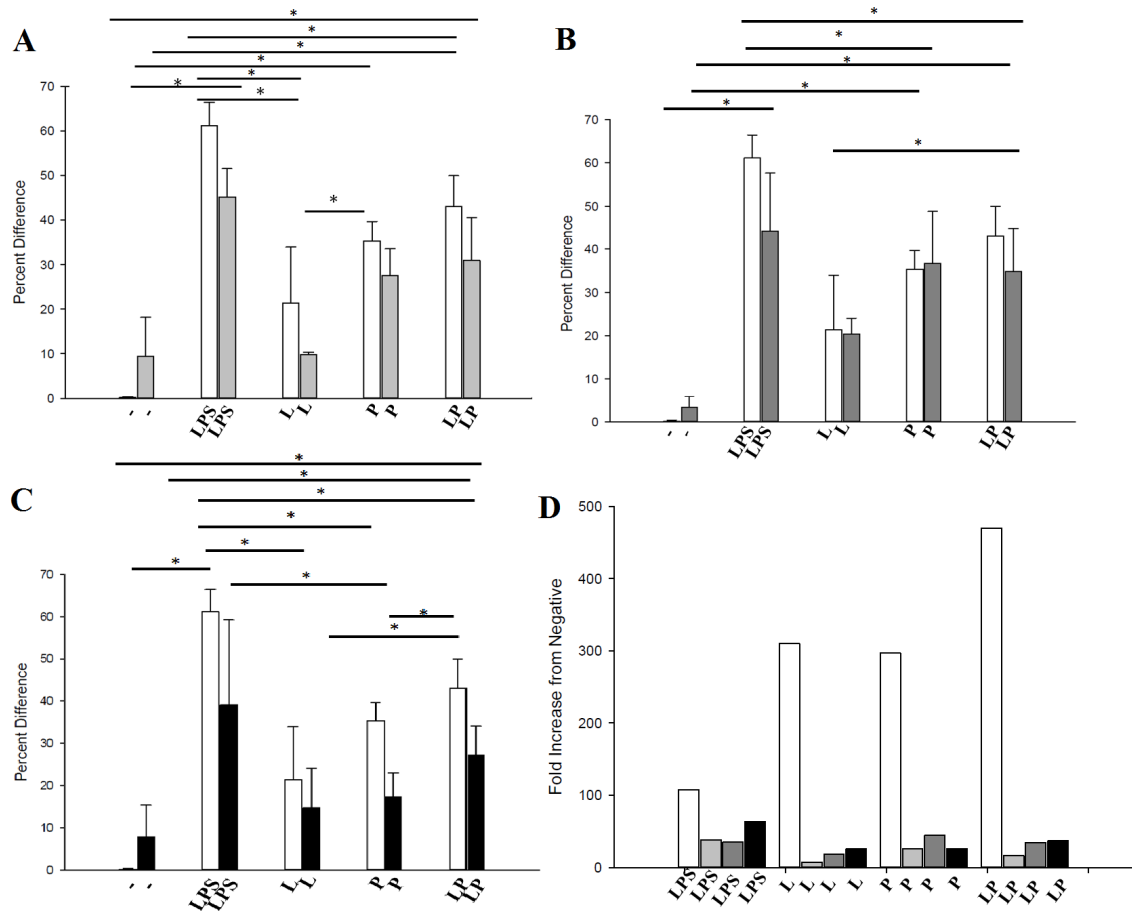 A
* * * * * * *
Percent Difference
70
60
50
40
30
20
10
0
*
- - LPS LPS L L P P LP LP
B
* * * * * *
Percent Difference
70
60
50
40
30
20
10
0
*
- - LPS LPS L L P P LP LP
C
* * * * * * * * *
Percent Difference
70
60
50
40
30
20
10
0
- - LPS LPS L L P P LP LP
D
Fold Increase from Negative
500
400
300
200
100
0
LPS LPS LPS LPS L L L L P P P P LP LP LP LP